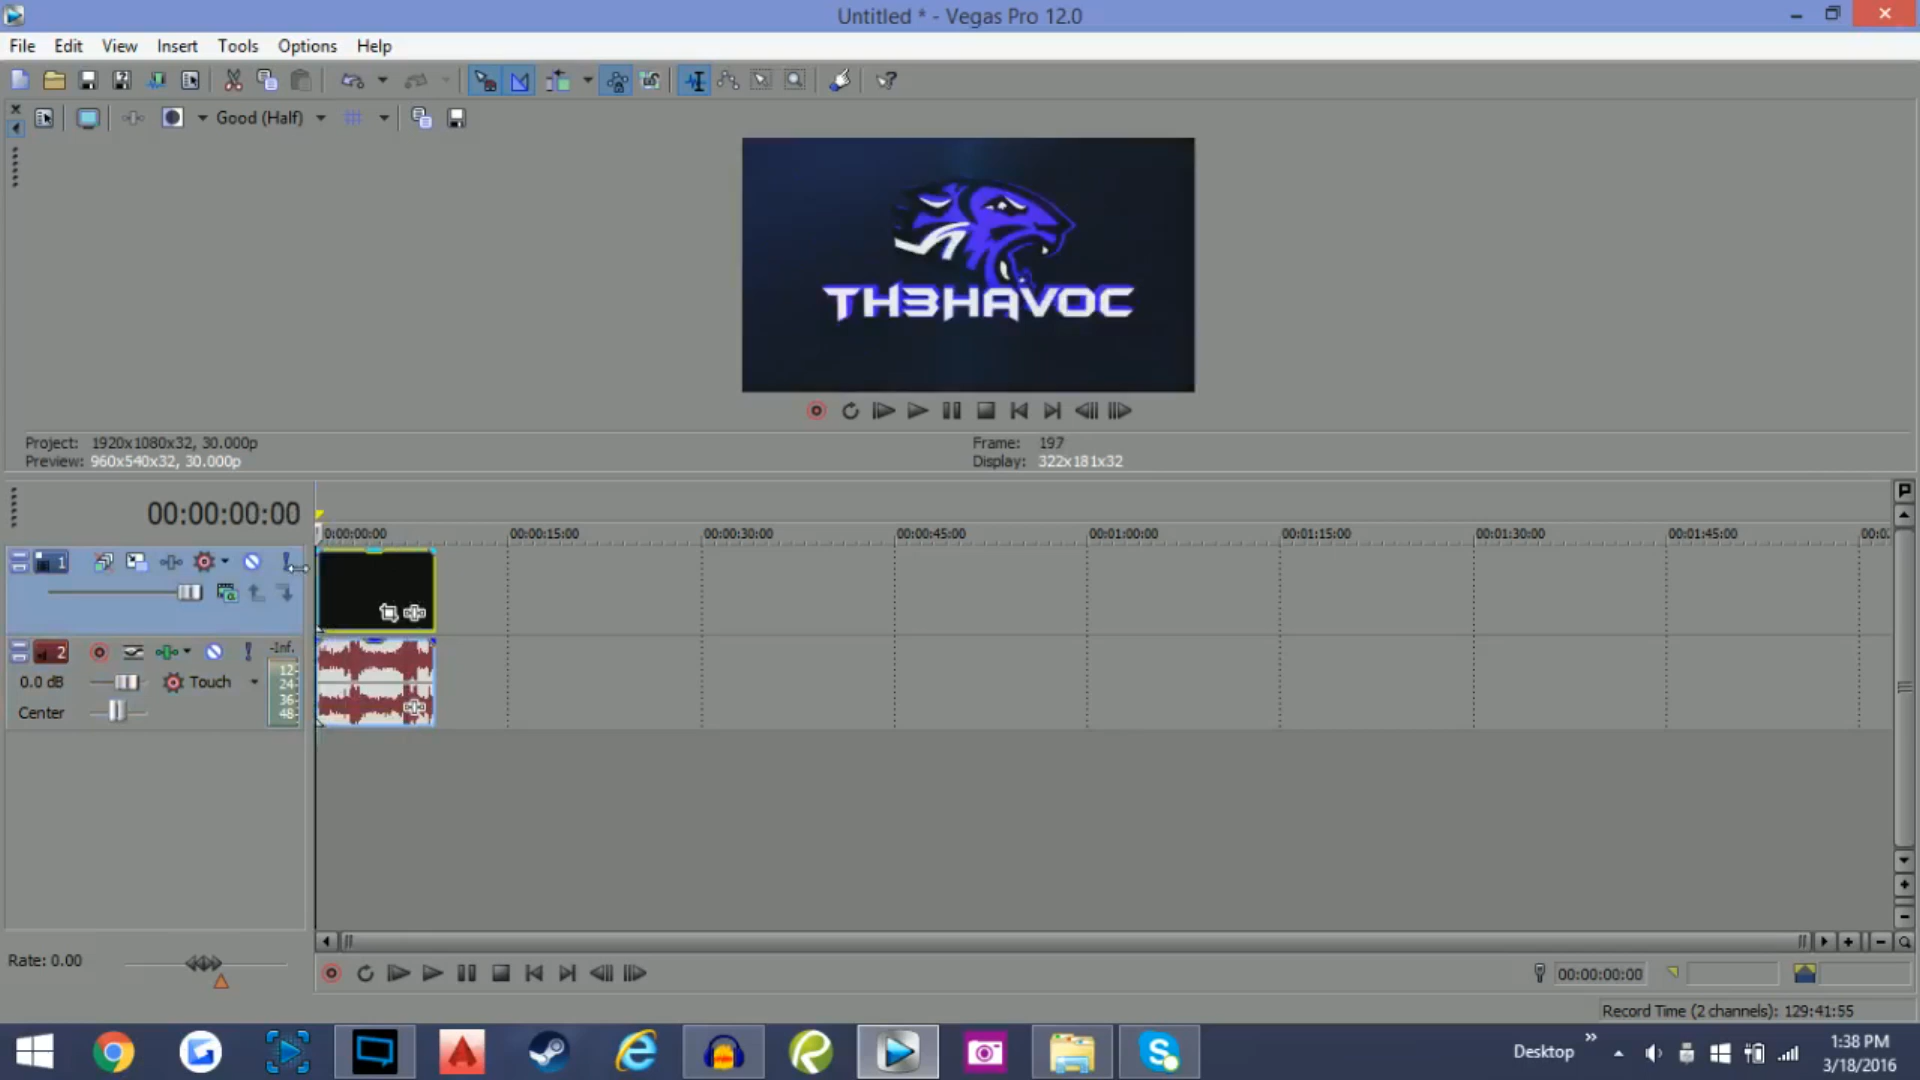 Untitled * - Vegas Pro 12.0
File Edit View Insert Tools Options Help
Good (Half)
TH3HAVOC
Project: 1920x1080x32, 30.000p
Preview: 960x540x32, 30.000p
Frame: 197
Display: 322x181x32
00:00:00:00
0:00:00:00 00:00:15:00 00:00:30:00 00:00:45:00 00:01:00:00 00:01:15:00 00:01:30:00 00:01:45:00 00:0
1
2
-Inf.
12
24
36
48
0.0 dB
Touch
Center
Rate: 0.00
00:00:00:00
Record Time (2 channels): 129:41:55
Desktop
1:38 PM
3/18/2016